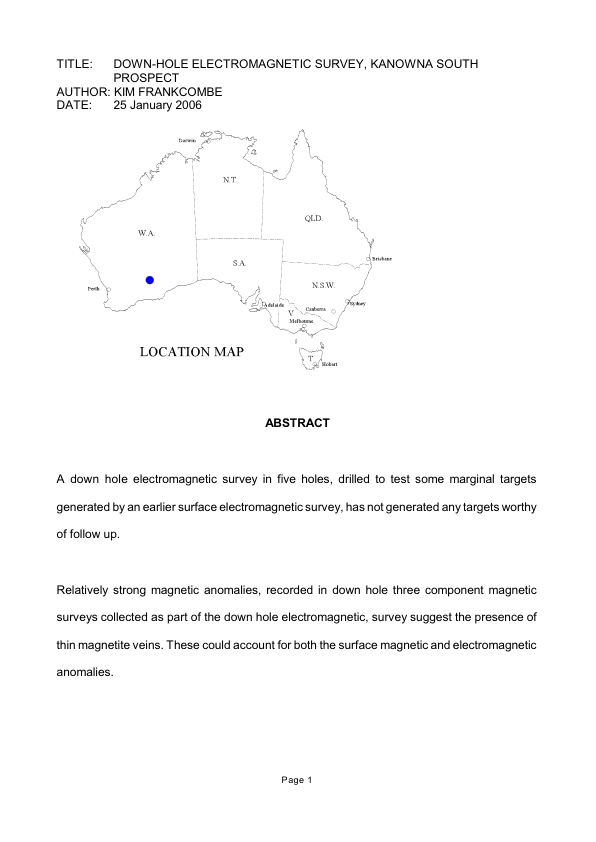 TITLE: DOWN-HOLE ELECTROMAGNETIC SURVEY, KANOWNA SOUTH
PROSPECT
AUTHOR: KIM FRANKCOMBE
DATE: 25 January 2006
Darwin
N.T.
QLD.
W.A.
Brisbane
S.A.
N.S.W.
Perth
Sydney
Adelaide
Canberra
V
Melbourne
LOCATION MAP
T
Hobart
ABSTRACT
A down hole electromagnetic survey in five holes, drilled to test some marginal targets
generated by an earlier surface electromagnetic survey, has not generated any targets worthy
of follow up.
Relatively strong magnetic anomalies, recorded in down hole three component magnetic
surveys collected as part of the down hole electromagnetic, survey suggest the presence of
thin magnetite veins. These could account for both the surface magnetic and electromagnetic
anomalies.
Page 1